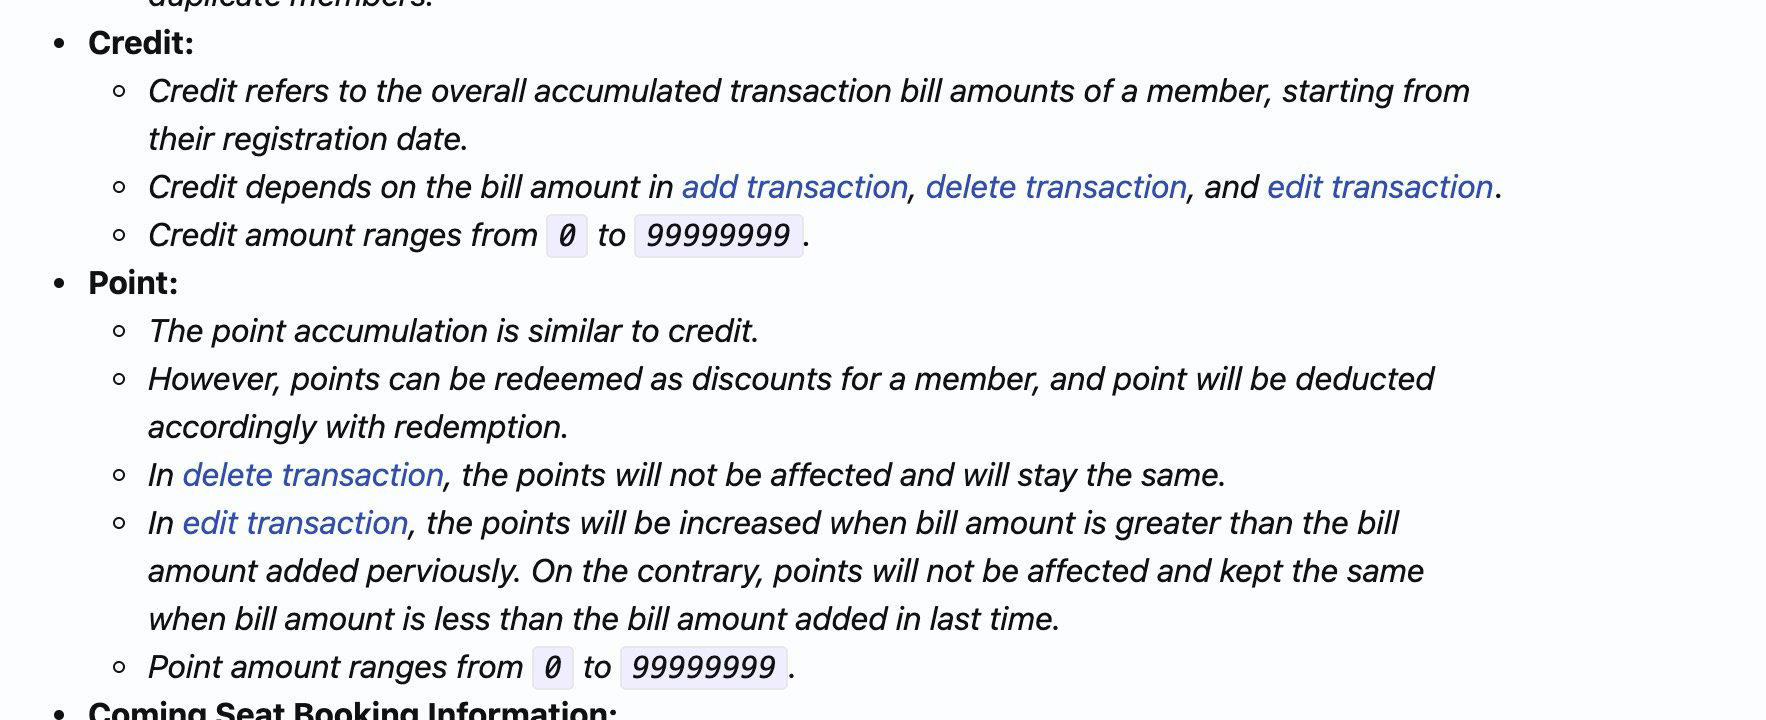 duplicate members.
• Credit:
◦ Credit refers to the overall accumulated transaction bill amounts of a member, starting from
their registration date.
◦ Credit depends on the bill amount in add transaction, delete transaction, and edit transaction.
◦ Credit amount ranges from 0 to 99999999.
• Point:
◦ The point accumulation is similar to credit.
◦ However, points can be redeemed as discounts for a member, and point will be deducted
accordingly with redemption.
◦ In delete transaction, the points will not be affected and will stay the same.
◦ In edit transaction, the points will be increased when bill amount is greater than the bill
amount added perviously. On the contrary, points will not be affected and kept the same
when bill amount is less than the bill amount added in last time.
◦ Point amount ranges from 0 to 99999999.
• Coming Seat Booking Information: